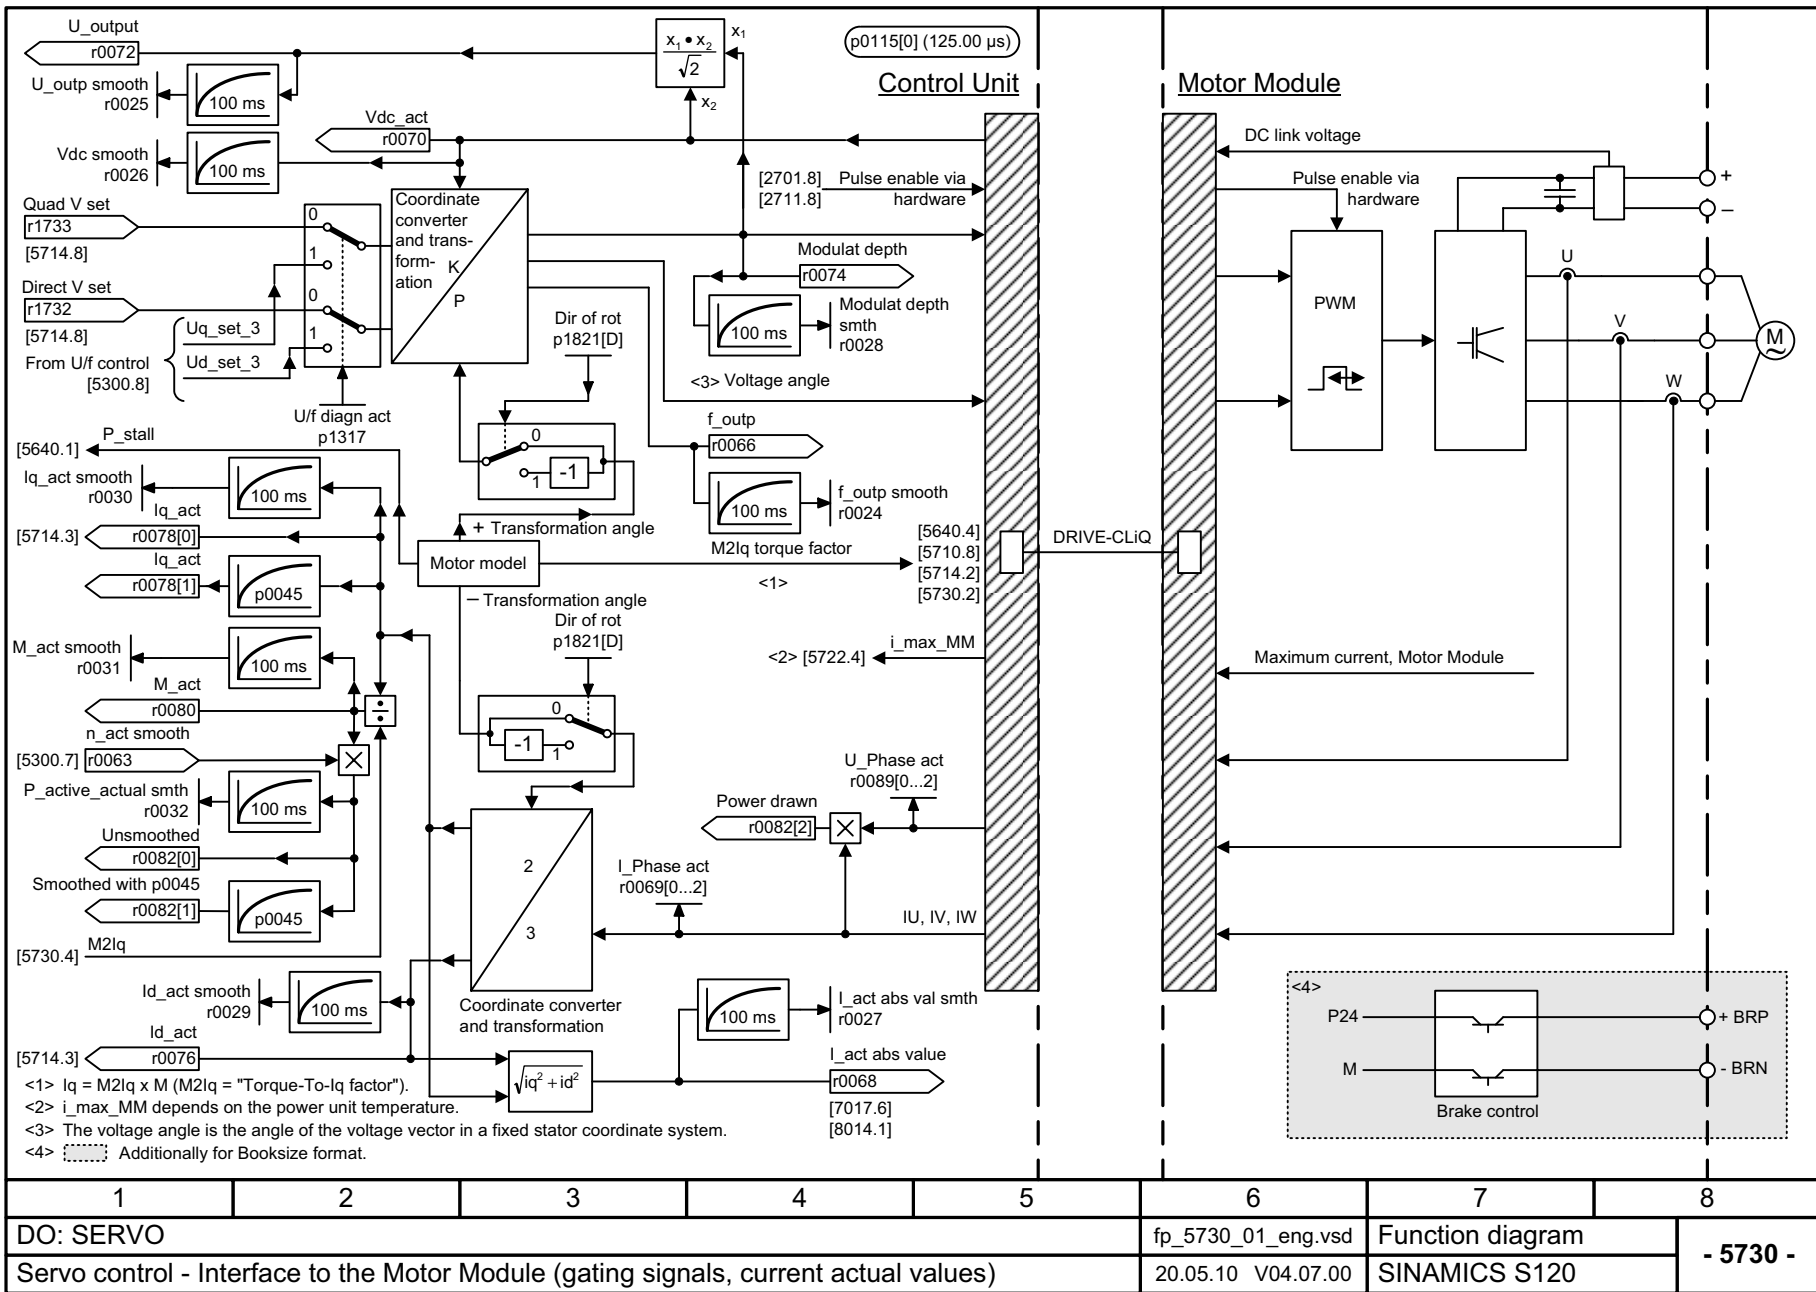 U_output
r0072
U_outp smooth
r0025
100 ms
x₁ • x₂
√2
x₁
x₂
p0115[0] (125.00 µs)
Control Unit
Motor Module
Vdc_act
r0070
Vdc smooth
r0026
100 ms
DC link voltage
+
–
[2701.8]
[2711.8]
Pulse enable via
hardware
Pulse enable via
hardware
Quad V set
r1733
[5714.8]
0
1
Direct V set
r1732
[5714.8]
0
1
Uq_set_3
Ud_set_3
From U/f control
[5300.8]
U/f diagn act
p1317
Coordinate
converter
and trans-
form-
ation
K
P
Modulat depth
r0074
100 ms
Modulat depth
smth
r0028
<3> Voltage angle
Dir of rot
p1821[D]
0
1
-1
f_outp
r0066
100 ms
f_outp smooth
r0024
PWM
U
V
W
M
~
P_stall
[5640.1]
Iq_act smooth
r0030
100 ms
Iq_act
[5714.3]
r0078[0]
Iq_act
r0078[1]
p0045
+ Transformation angle
Motor model
M2Iq torque factor
<1>
[5640.4]
[5710.8]
[5714.2]
[5730.2]
DRIVE-CLiQ
– Transformation angle
Dir of rot
p1821[D]
0
-1
1
M_act smooth
r0031
100 ms
M_act
r0080
÷
n_act smooth
[5300.7]
r0063
×
<2> [5722.4]
i_max_MM
Maximum current, Motor Module
P_active_actual smth
r0032
100 ms
Unsmoothed
r0082[0]
Smoothed with p0045
r0082[1]
p0045
[5730.4]
M2Iq
2
3
Coordinate converter
and transformation
U_Phase act
r0089[0...2]
Power drawn
r0082[2]
×
I_Phase act
r0069[0...2]
IU, IV, IW
Id_act smooth
r0029
100 ms
Id_act
[5714.3]
r0076
√iq² + id²
100 ms
I_act abs val smth
r0027
I_act abs value
r0068
[7017.6]
[8014.1]
<4>
P24
+ BRP
M
- BRN
Brake control
<1> Iq = M2Iq x M (M2Iq = "Torque-To-Iq factor").
<2> i_max_MM depends on the power unit temperature.
<3> The voltage angle is the angle of the voltage vector in a fixed stator coordinate system.
<4> Additionally for Booksize format.
1 2 3 4 5 6 7 8
DO: SERVO
fp_5730_01_eng.vsd
Function diagram
- 5730 -
Servo control - Interface to the Motor Module (gating signals, current actual values)
20.05.10 V04.07.00
SINAMICS S120